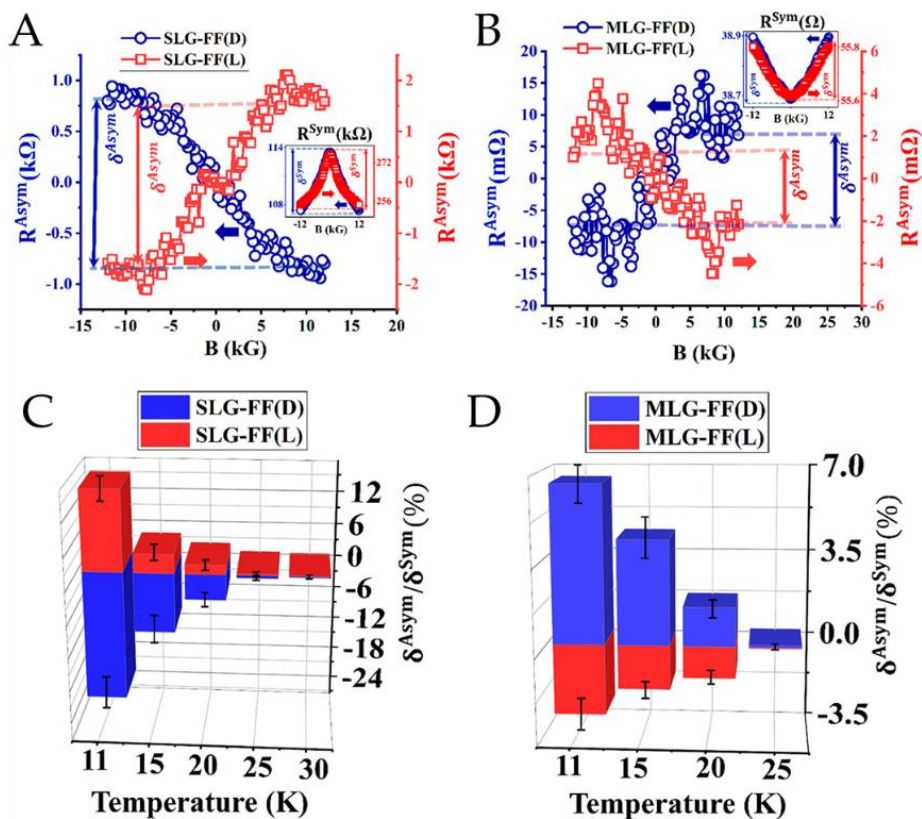 A
SLG-FF(D)
SLG-FF(L)
R^Asym(kΩ)
1.0
0.5
0.0
-0.5
-1.0
δ^Asym
δ^Asym
R^Sym(kΩ)
114
108
δ^Sym
δ^Sym
272
256
-12
12
B (kG)
2
1
0
-1
-2
R^Asym(kΩ)
-15 -10 -5 0 5 10 15 20
B (kG)
B
MLG-FF(D)
MLG-FF(L)
R^Asym(mΩ)
20
15
10
5
0
-5
-10
-15
-20
R^Sym(Ω)
38.9
38.7
δ^Sym
δ^Sym
55.8
55.6
-12
12
B (kG)
δ^Asym
δ^Asym
6
4
2
0
-2
-4
-6
R^Asym(mΩ)
-15 -10 -5 0 5 10 15 20 25 30
B (kG)
C
SLG-FF(D)
SLG-FF(L)
12
6
0
-6
-12
-18
-24
δ^Asym/δ^Sym(%)
11 15 20 25 30
Temperature (K)
D
MLG-FF(D)
MLG-FF(L)
7.0
3.5
0.0
-3.5
δ^Asym/δ^Sym(%)
11 15 20 25
Temperature (K)